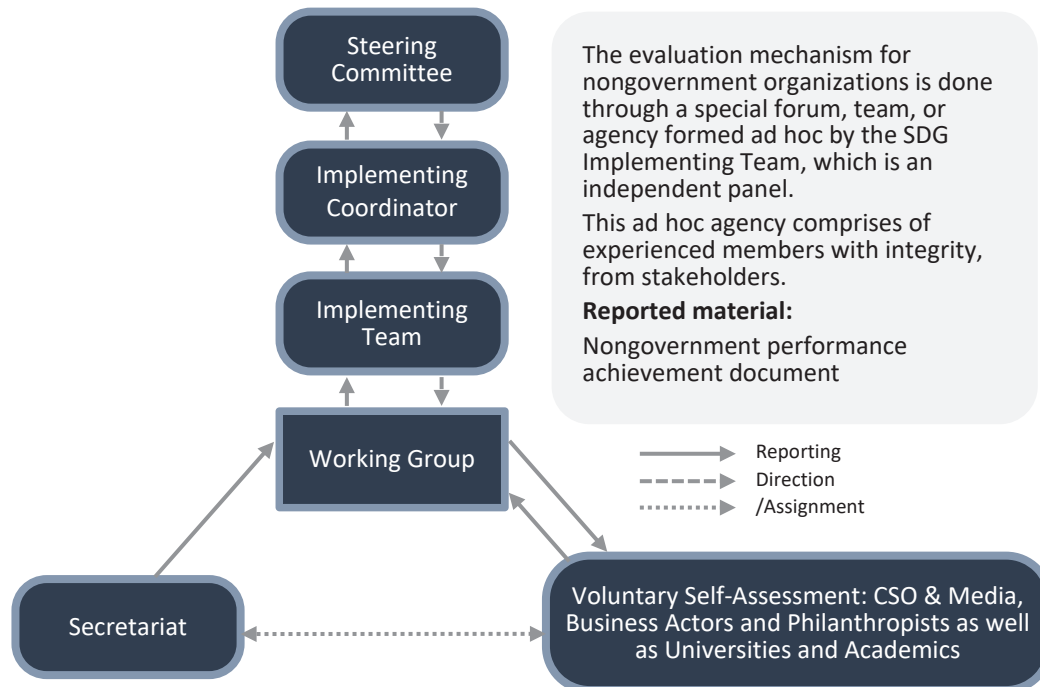 Steering
Committee
Implementing
Coordinator
Implementing
Team
Working Group
Secretariat
Voluntary Self-Assessment: CSO & Media,
Business Actors and Philanthropists as well
as Universities and Academics
The evaluation mechanism for
nongovernment organizations is done
through a special forum, team, or
agency formed ad hoc by the SDG
Implementing Team, which is an
independent panel.
This ad hoc agency comprises of
experienced members with integrity,
from stakeholders.
Reported material:
Nongovernment performance
achievement document
Reporting
Direction
/Assignment